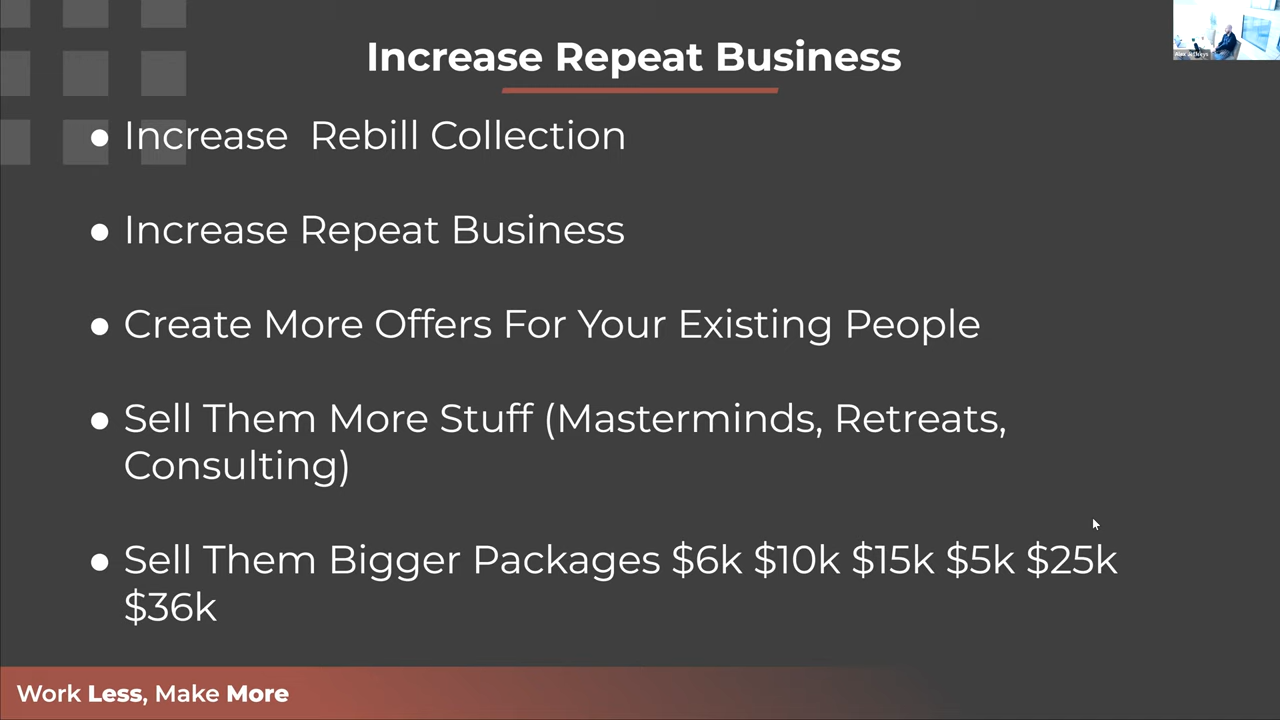 Increase Repeat Business
● Increase  Rebill Collection
● Increase Repeat Business
● Create More Offers For Your Existing People
● Sell Them More Stuff (Masterminds, Retreats,
Consulting)
● Sell Them Bigger Packages $6k $10k $15k $5k $25k
$36k
Work Less, Make More